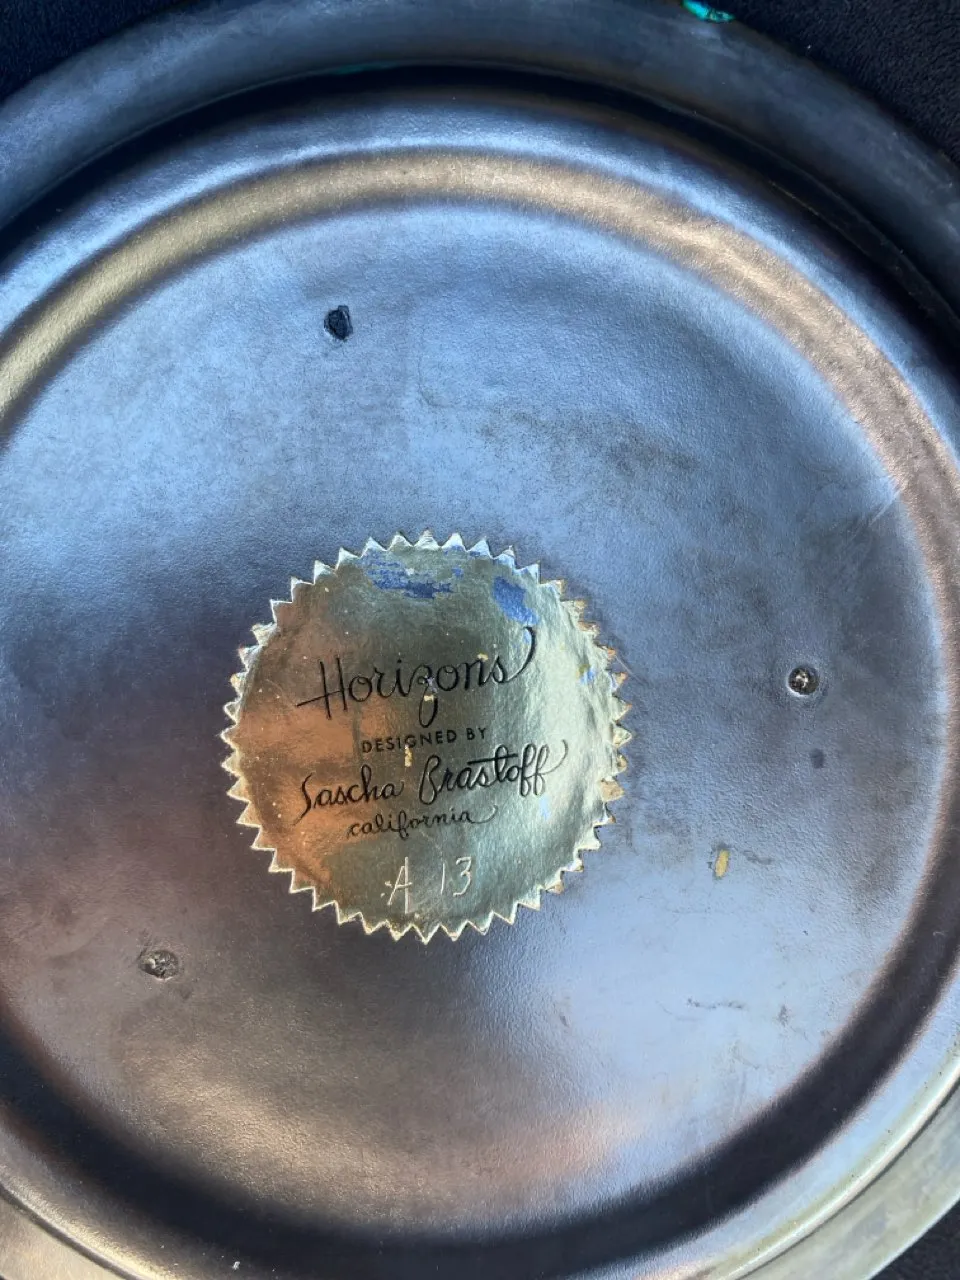 Horizons
DESIGNED BY
Sascha Brastoff
california
A 13